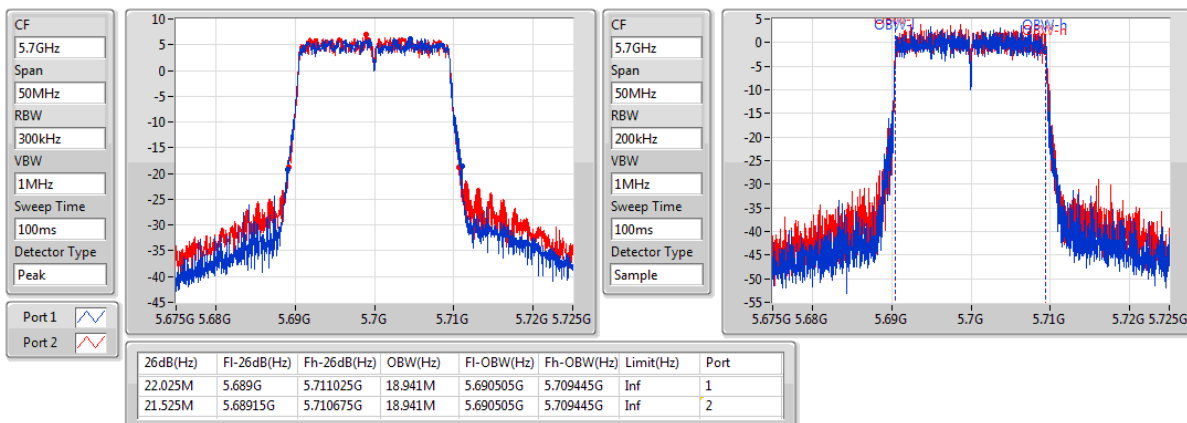 CF
5.7GHz
Span
50MHz
RBW
300kHz
VBW
1MHz
Sweep Time
100ms
Detector Type
Peak
10
5
0
-5
-10
-15
-20
-25
-30
-35
-40
-45
5.675G 5.68G 5.69G 5.7G 5.71G 5.72G 5.725G
Port 1
Port 2
CF
5.7GHz
Span
50MHz
RBW
200kHz
VBW
1MHz
Sweep Time
100ms
Detector Type
Sample
OBW-l OBW-h
5
0
-5
-10
-15
-20
-25
-30
-35
-40
-45
-50
-55
5.675G 5.68G 5.69G 5.7G 5.71G 5.72G 5.725G
26dB(Hz) Fl-26dB(Hz) Fh-26dB(Hz) OBW(Hz) Fl-OBW(Hz) Fh-OBW(Hz) Limit(Hz) Port
22.025M 5.689G 5.711025G 18.941M 5.690505G 5.709445G Inf 1
21.525M 5.68915G 5.710675G 18.941M 5.690505G 5.709445G Inf 2